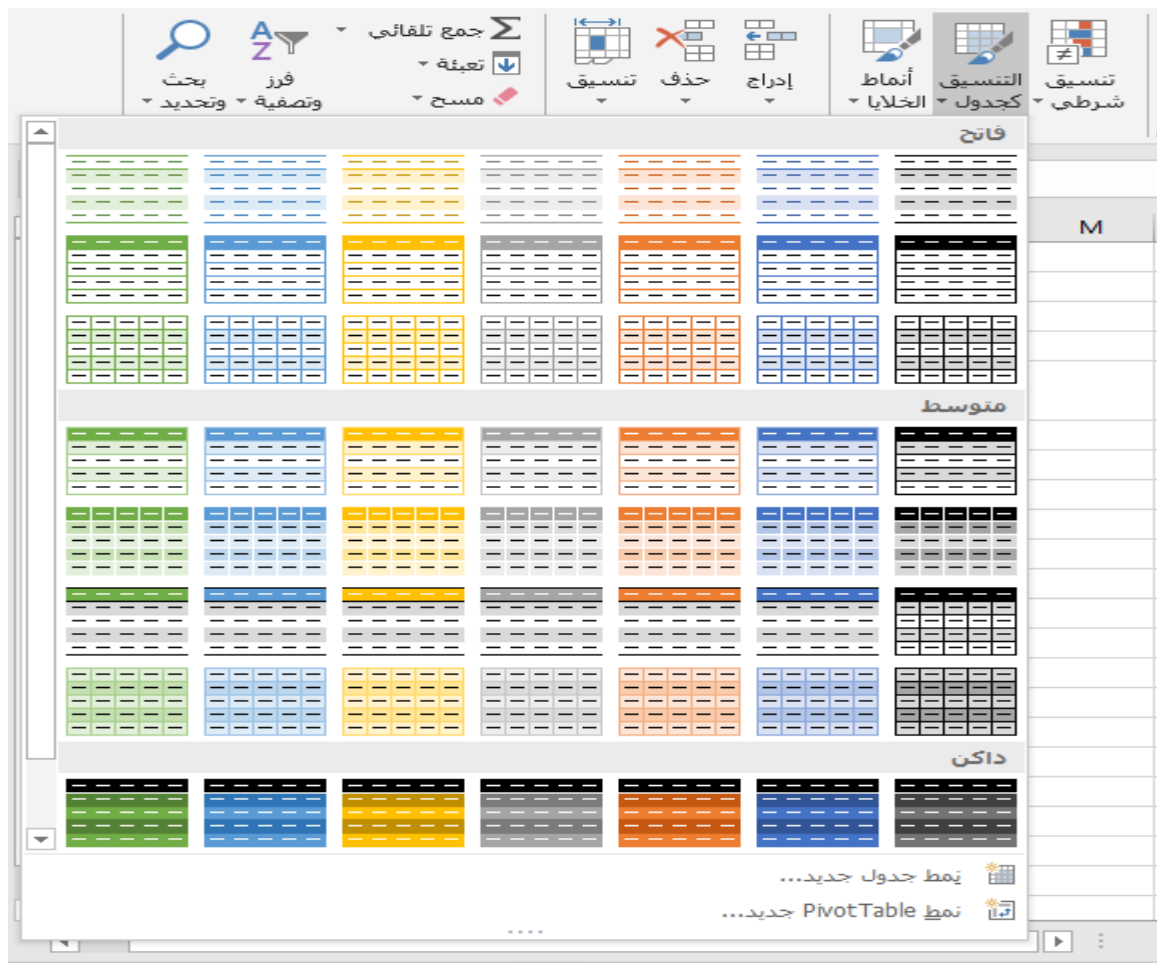 تنسيق شرطي
التنسيق كجدول
أنماط الخلايا
إدراج
حذف
تنسيق
جمع تلقائي
تعبئة
مسح
فرز وتصفية
بحث وتحديد
فاتح
M
متوسط
داكن
نمط جدول جديد...
نمط PivotTable جديد...